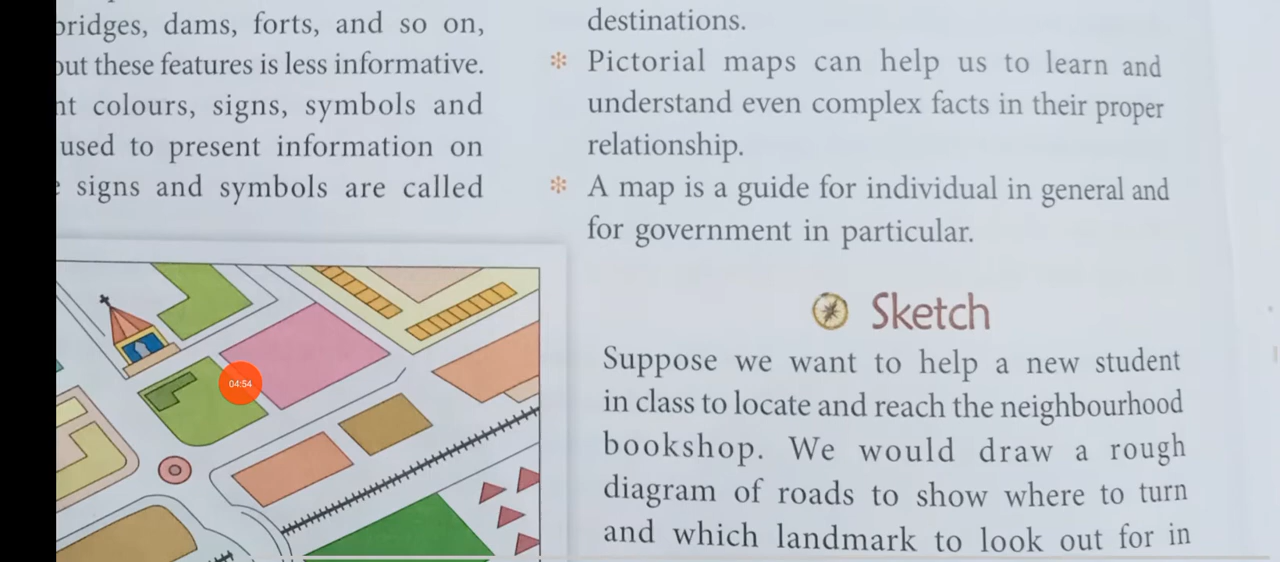 bridges, dams, forts, and so on,
but these features is less informative.
colours, signs, symbols and
used to present information on
signs and symbols are called
destinations.
* Pictorial maps can help us to learn and
understand even complex facts in their proper
relationship.
* A map is a guide for individual in general and
for government in particular.
Sketch
Suppose we want to help a new student
in class to locate and reach the neighbourhood
bookshop. We would draw a rough
diagram of roads to show where to turn
and which landmark to look out for in
04:54